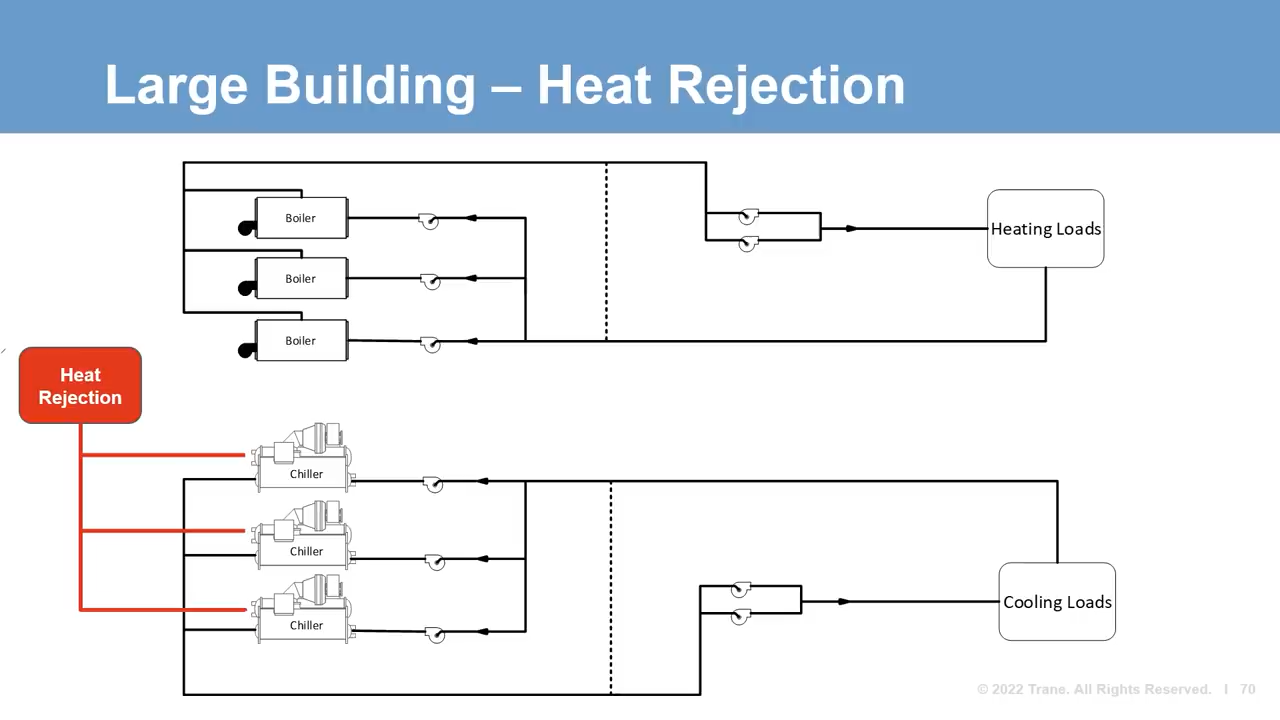 Large Building – Heat Rejection
Boiler
Heating Loads
Boiler
Boiler
Heat
Rejection
Chiller
Chiller
Cooling Loads
Chiller
© 2022 Trane. All Rights Reserved. I 70